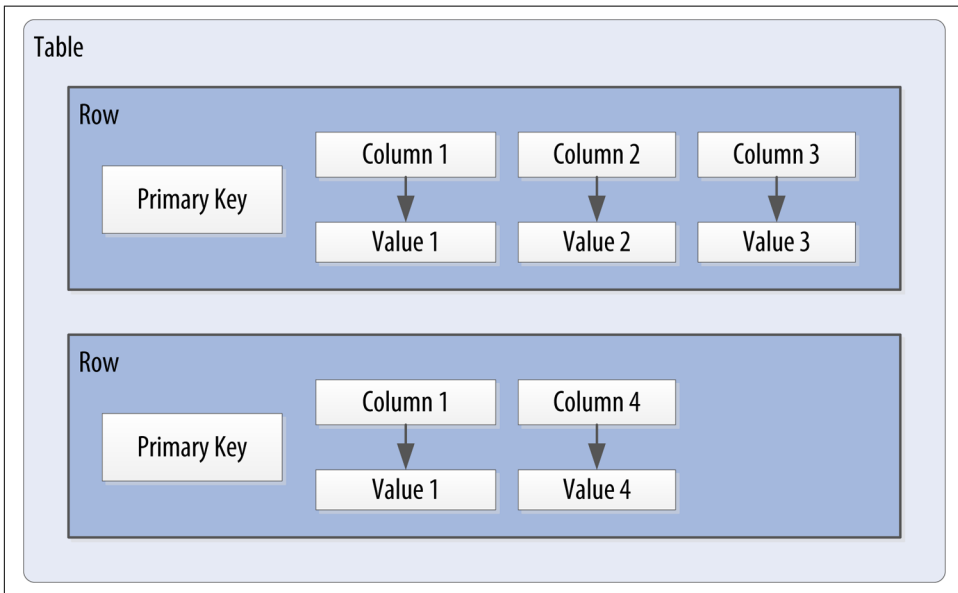 Table
Row
Primary Key
Column 1
Column 2
Column 3
Value 1
Value 2
Value 3
Row
Primary Key
Column 1
Column 4
Value 1
Value 4